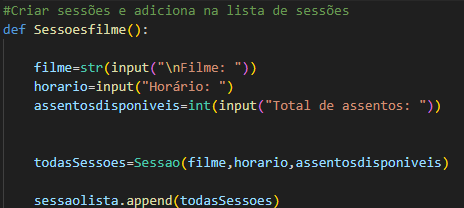 #Criar sessões e adiciona na lista de sessões
def Sessoesfilme():
filme=str(input("\nFilme: "))
horario=input("Horário: ")
assentosdisponiveis=int(input("Total de assentos: "))
todasSessoes=Sessao(filme,horario,assentosdisponiveis)
sessaolista.append(todasSessoes)